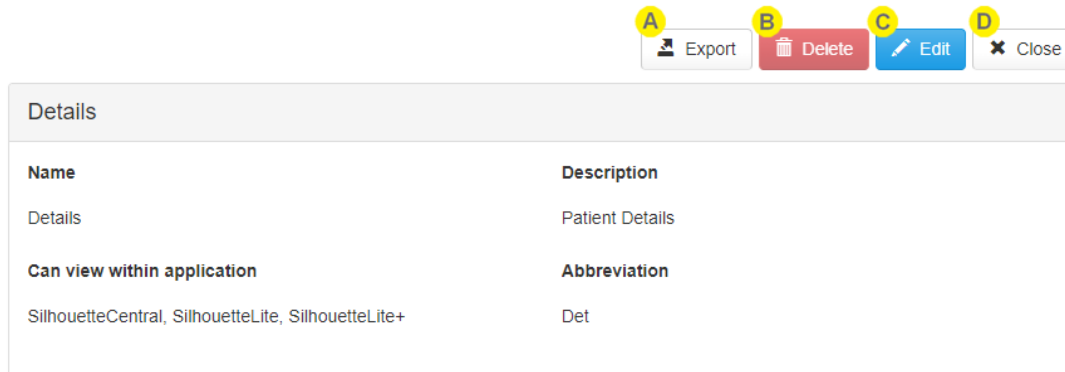 A B C D
Export Delete Edit Close
Details
Name Description
Details Patient Details
Can view within application Abbreviation
SilhouetteCentral, SilhouetteLite, SilhouetteLite+ Det